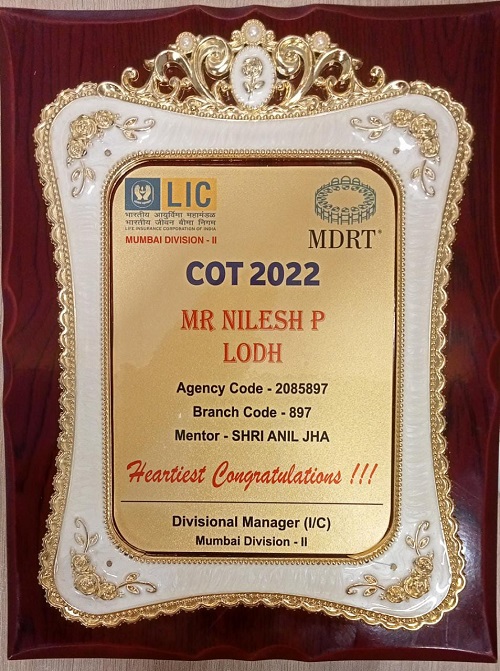 LIC
भारतीय आयुर्विमा महामंडळ
भारतीय जीवन बीमा निगम
LIFE INSURANCE CORPORATION OF INDIA
MUMBAI DIVISION - II
MDRT®
COT 2022
MR NILESH P
LODH
Agency Code - 2085897
Branch Code - 897
Mentor - SHRI ANIL JHA
Heartiest Congratulations !!!
Divisional Manager (I/C)
Mumbai Division - II